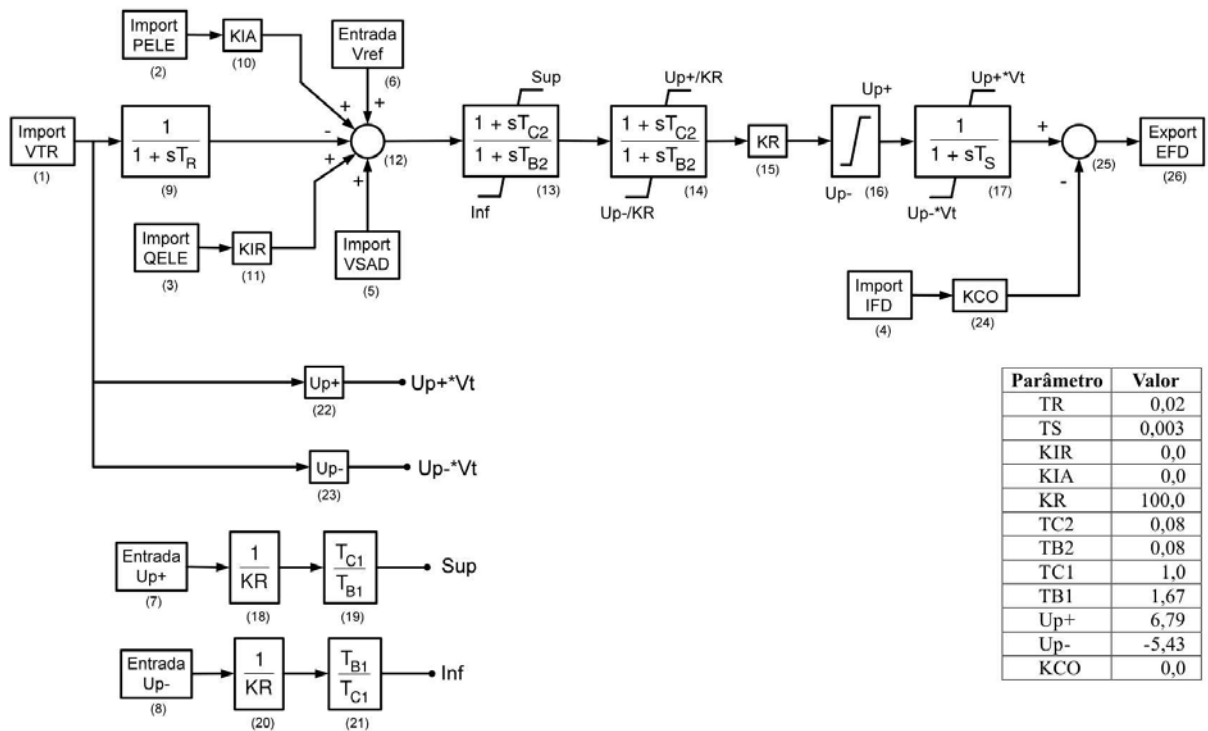 Import
PELE
(2)
KIA
(10)
Entrada
Vref
(6)
Import
VTR
(1)
1
1 + sT_R
(9)
+
+
-
+
+
(12)
Sup
1 + sT_C2
1 + sT_B2
(13)
Inf
Up+/KR
1 + sT_C2
1 + sT_B2
(14)
Up-/KR
KR
(15)
Up+
(16)
Up-
Up+*Vt
1
1 + sT_S
(17)
Up-*Vt
+
-
(25)
Export
EFD
(26)
Import
QELE
(3)
KIR
(11)
Import
VSAD
(5)
Import
IFD
(4)
KCO
(24)
Up+
(22)
Up+*Vt
Up-
(23)
Up-*Vt
Entrada
Up+
(7)
1
KR
(18)
T_C1
T_B1
(19)
Sup
Entrada
Up-
(8)
1
KR
(20)
T_B1
T_C1
(21)
Inf
Parâmetro Valor
TR 0,02
TS 0,003
KIR 0,0
KIA 0,0
KR 100,0
TC2 0,08
TB2 0,08
TC1 1,0
TB1 1,67
Up+ 6,79
Up- -5,43
KCO 0,0